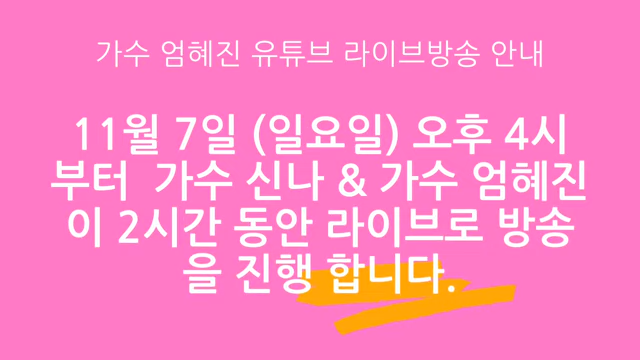 가수 엄혜진 유튜브 라이브방송 안내
11월 7일 (일요일) 오후 4시
부터 가수 신나 & 가수 엄혜진
이 2시간 동안 라이브로 방송
을 진행 합니다.